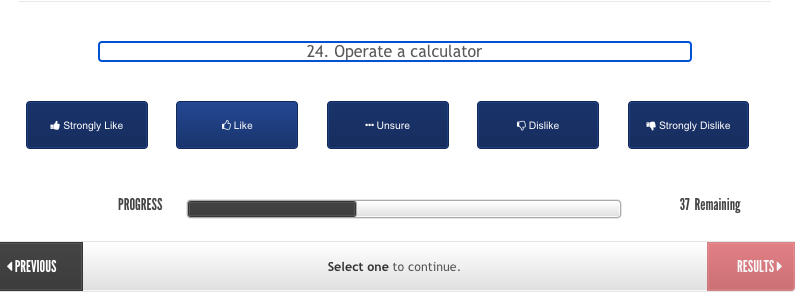 24. Operate a calculator
Strongly Like
Like
Unsure
Dislike
Strongly Dislike
PROGRESS
37 Remaining
PREVIOUS
Select one to continue.
RESULTS